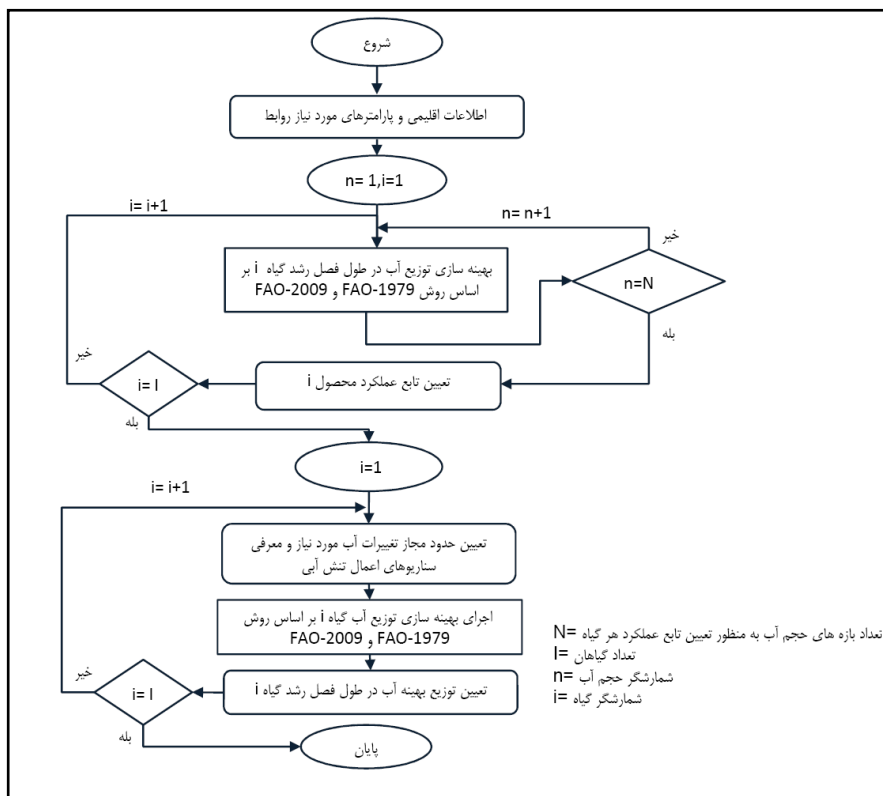 شروع
اطلاعات اقلیمی و پارامترهای مورد نیاز روابط
n= 1,i=1
i= i+1
n= n+1
خیر
بهینه سازی توزیع آب در طول فصل رشد گیاه i بر
اساس روش FAO-1979 و FAO-2009
n=N
بله
خیر
تعیین تابع عملکرد محصول i
i= I
بله
i=1
i= i+1
تعیین حدود مجاز تغییرات آب مورد نیاز و معرفی
سناریوهای اعمال تنش آبی
اجرای بهینه سازی توزیع آب گیاه i بر اساس روش
FAO-1979 و FAO-2009
خیر
تعیین توزیع بهینه آب در طول فصل رشد گیاه i
i= I
بله
پایان
N= تعداد بازه های حجم آب به منظور تعیین تابع عملکرد هر گیاه
I= تعداد گیاهان
n= شمارشگر حجم آب
i= شمارشگر گیاه